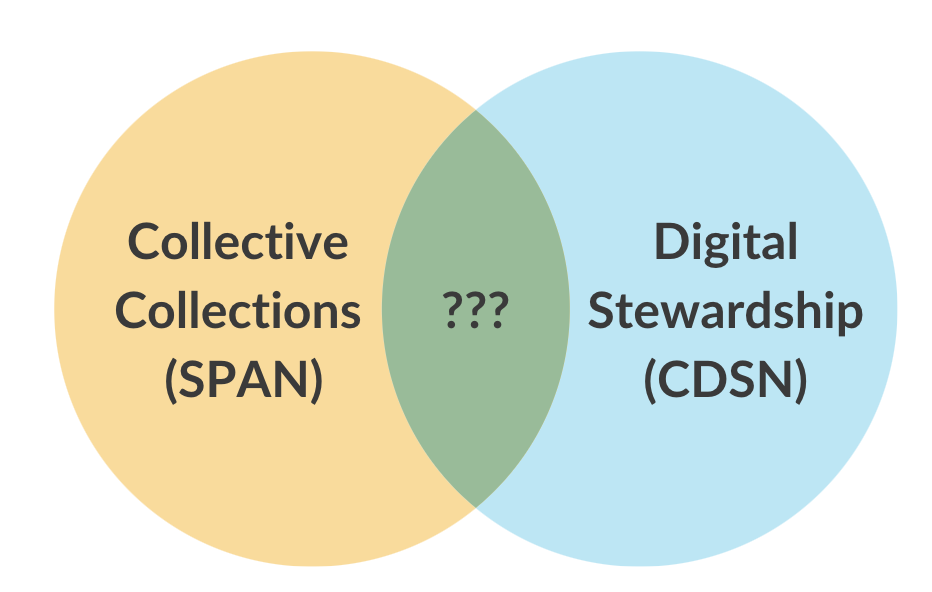 Collective
Collections
(SPAN)
???
Digital
Stewardship
(CDSN)